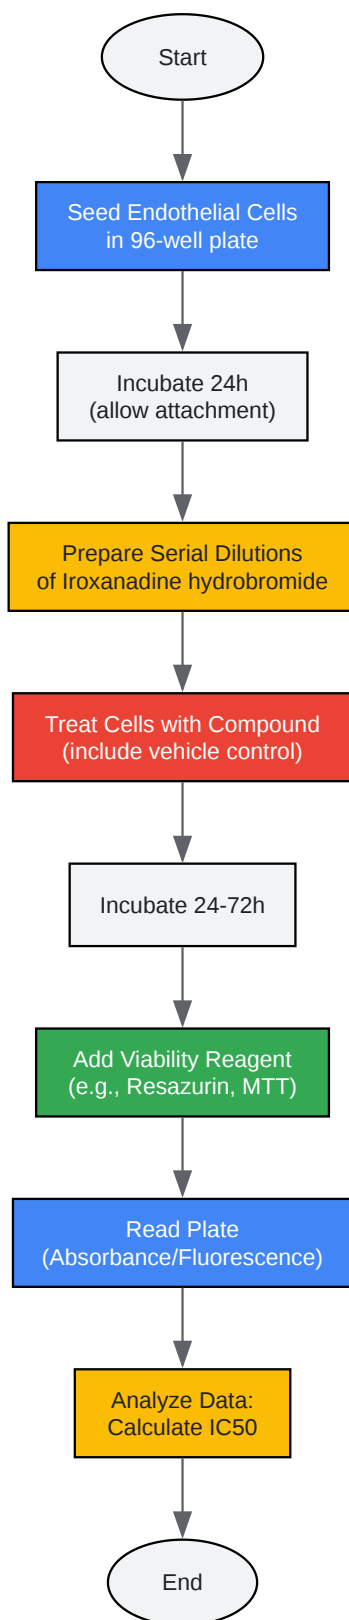 Start
Seed Endothelial Cells
in 96-well plate
Incubate 24h
(allow attachment)
Prepare Serial Dilutions
of Iroxanadine hydrobromide
Treat Cells with Compound
(include vehicle control)
Incubate 24-72h
Add Viability Reagent
(e.g., Resazurin, MTT)
Read Plate
(Absorbance/Fluorescence)
Analyze Data:
Calculate IC50
End